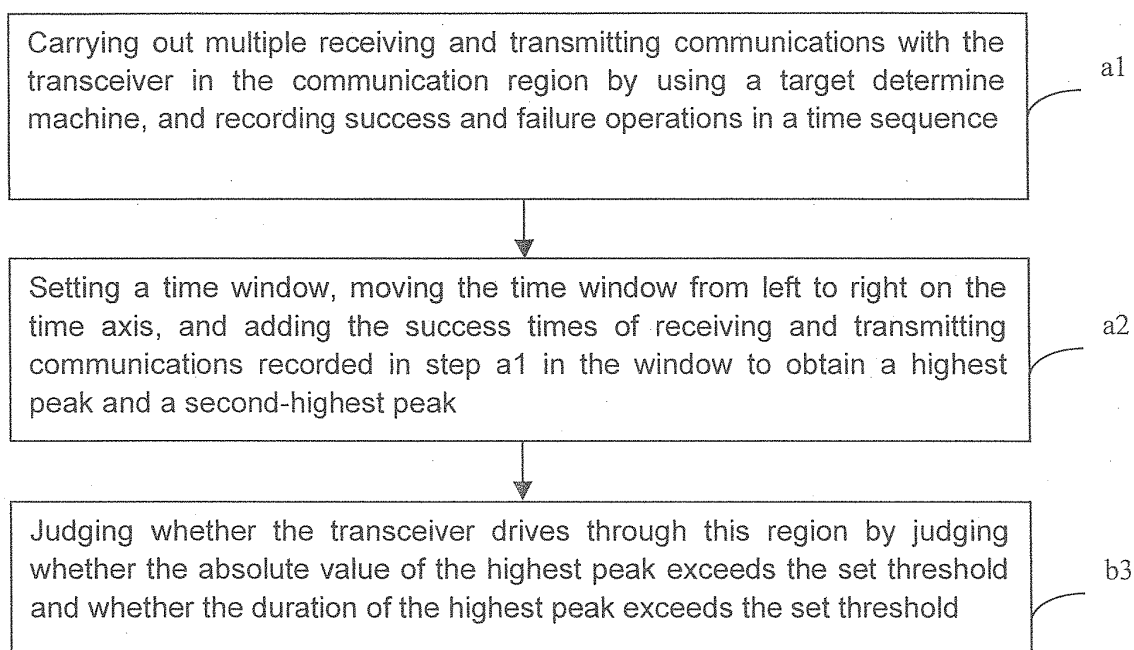 Carrying out multiple receiving and transmitting communications with the
transceiver in the communication region by using a target determine
machine, and recording success and failure operations in a time sequence
a1
Setting a time window, moving the time window from left to right on the
time axis, and adding the success times of receiving and transmitting
communications recorded in step a1 in the window to obtain a highest
peak and a second-highest peak
a2
Judging whether the transceiver drives through this region by judging
whether the absolute value of the highest peak exceeds the set threshold
and whether the duration of the highest peak exceeds the set threshold
b3